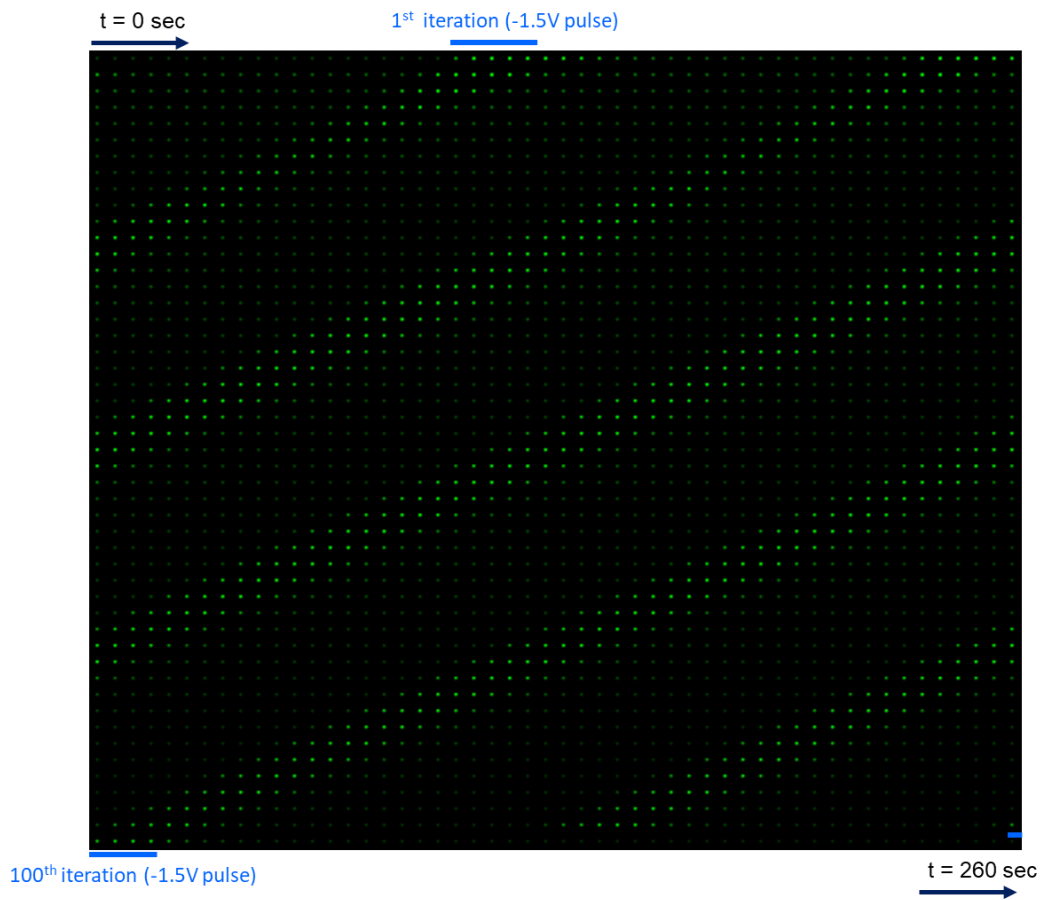 t = 0 sec
1st iteration (-1.5V pulse)
100th iteration (-1.5V pulse)
t = 260 sec